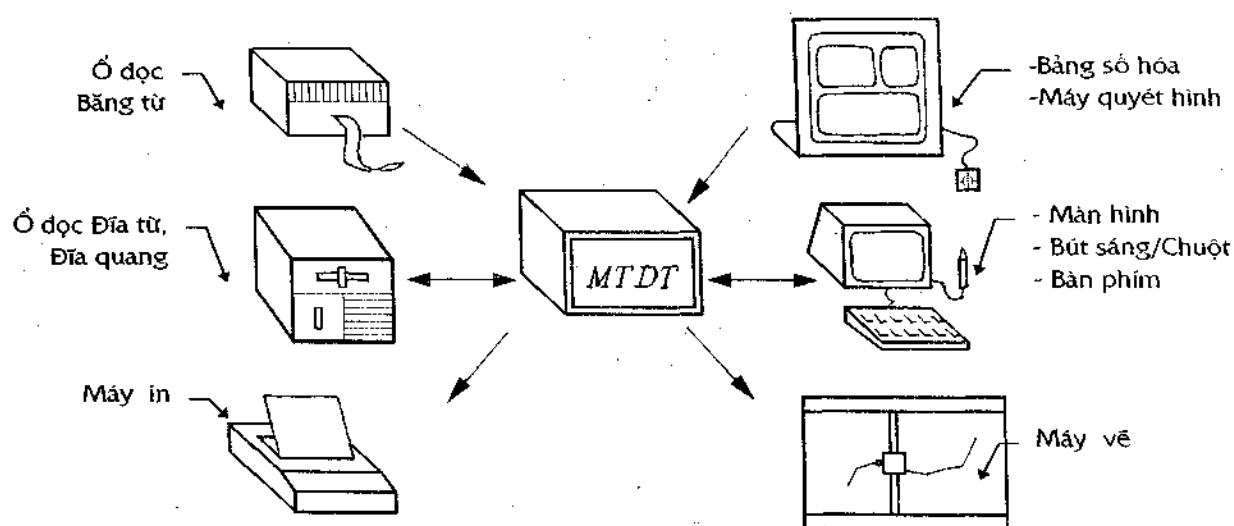 Ổ đọc
Băng từ
-Bảng số hóa
-Máy quyét hình
Ổ đọc Đĩa từ,
Đĩa quang
MTDT
- Màn hình
- Bút sáng/Chuột
- Bàn phím
Máy in
Máy vẽ